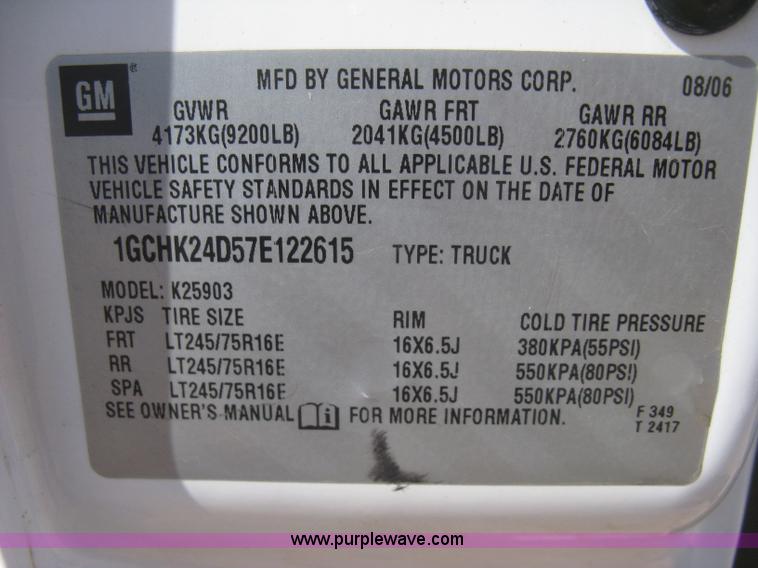 GM ®
MFD BY GENERAL MOTORS CORP. 08/06
GVWR GAWR FRT GAWR RR
4173KG(9200LB) 2041KG(4500LB) 2760KG(6084LB)
THIS VEHICLE CONFORMS TO ALL APPLICABLE U.S. FEDERAL MOTOR
VEHICLE SAFETY STANDARDS IN EFFECT ON THE DATE OF
MANUFACTURE SHOWN ABOVE.
1GCHK24D57E122615 TYPE: TRUCK
MODEL: K25903
KPJS TIRE SIZE RIM COLD TIRE PRESSURE
FRT LT245/75R16E 16X6.5J 380KPA(55PSI)
RR LT245/75R16E 16X6.5J 550KPA(80PSI)
SPA LT245/75R16E 16X6.5J 550KPA(80PSI)
SEE OWNER'S MANUAL i FOR MORE INFORMATION. F 349
T 2417
www.purplewave.com